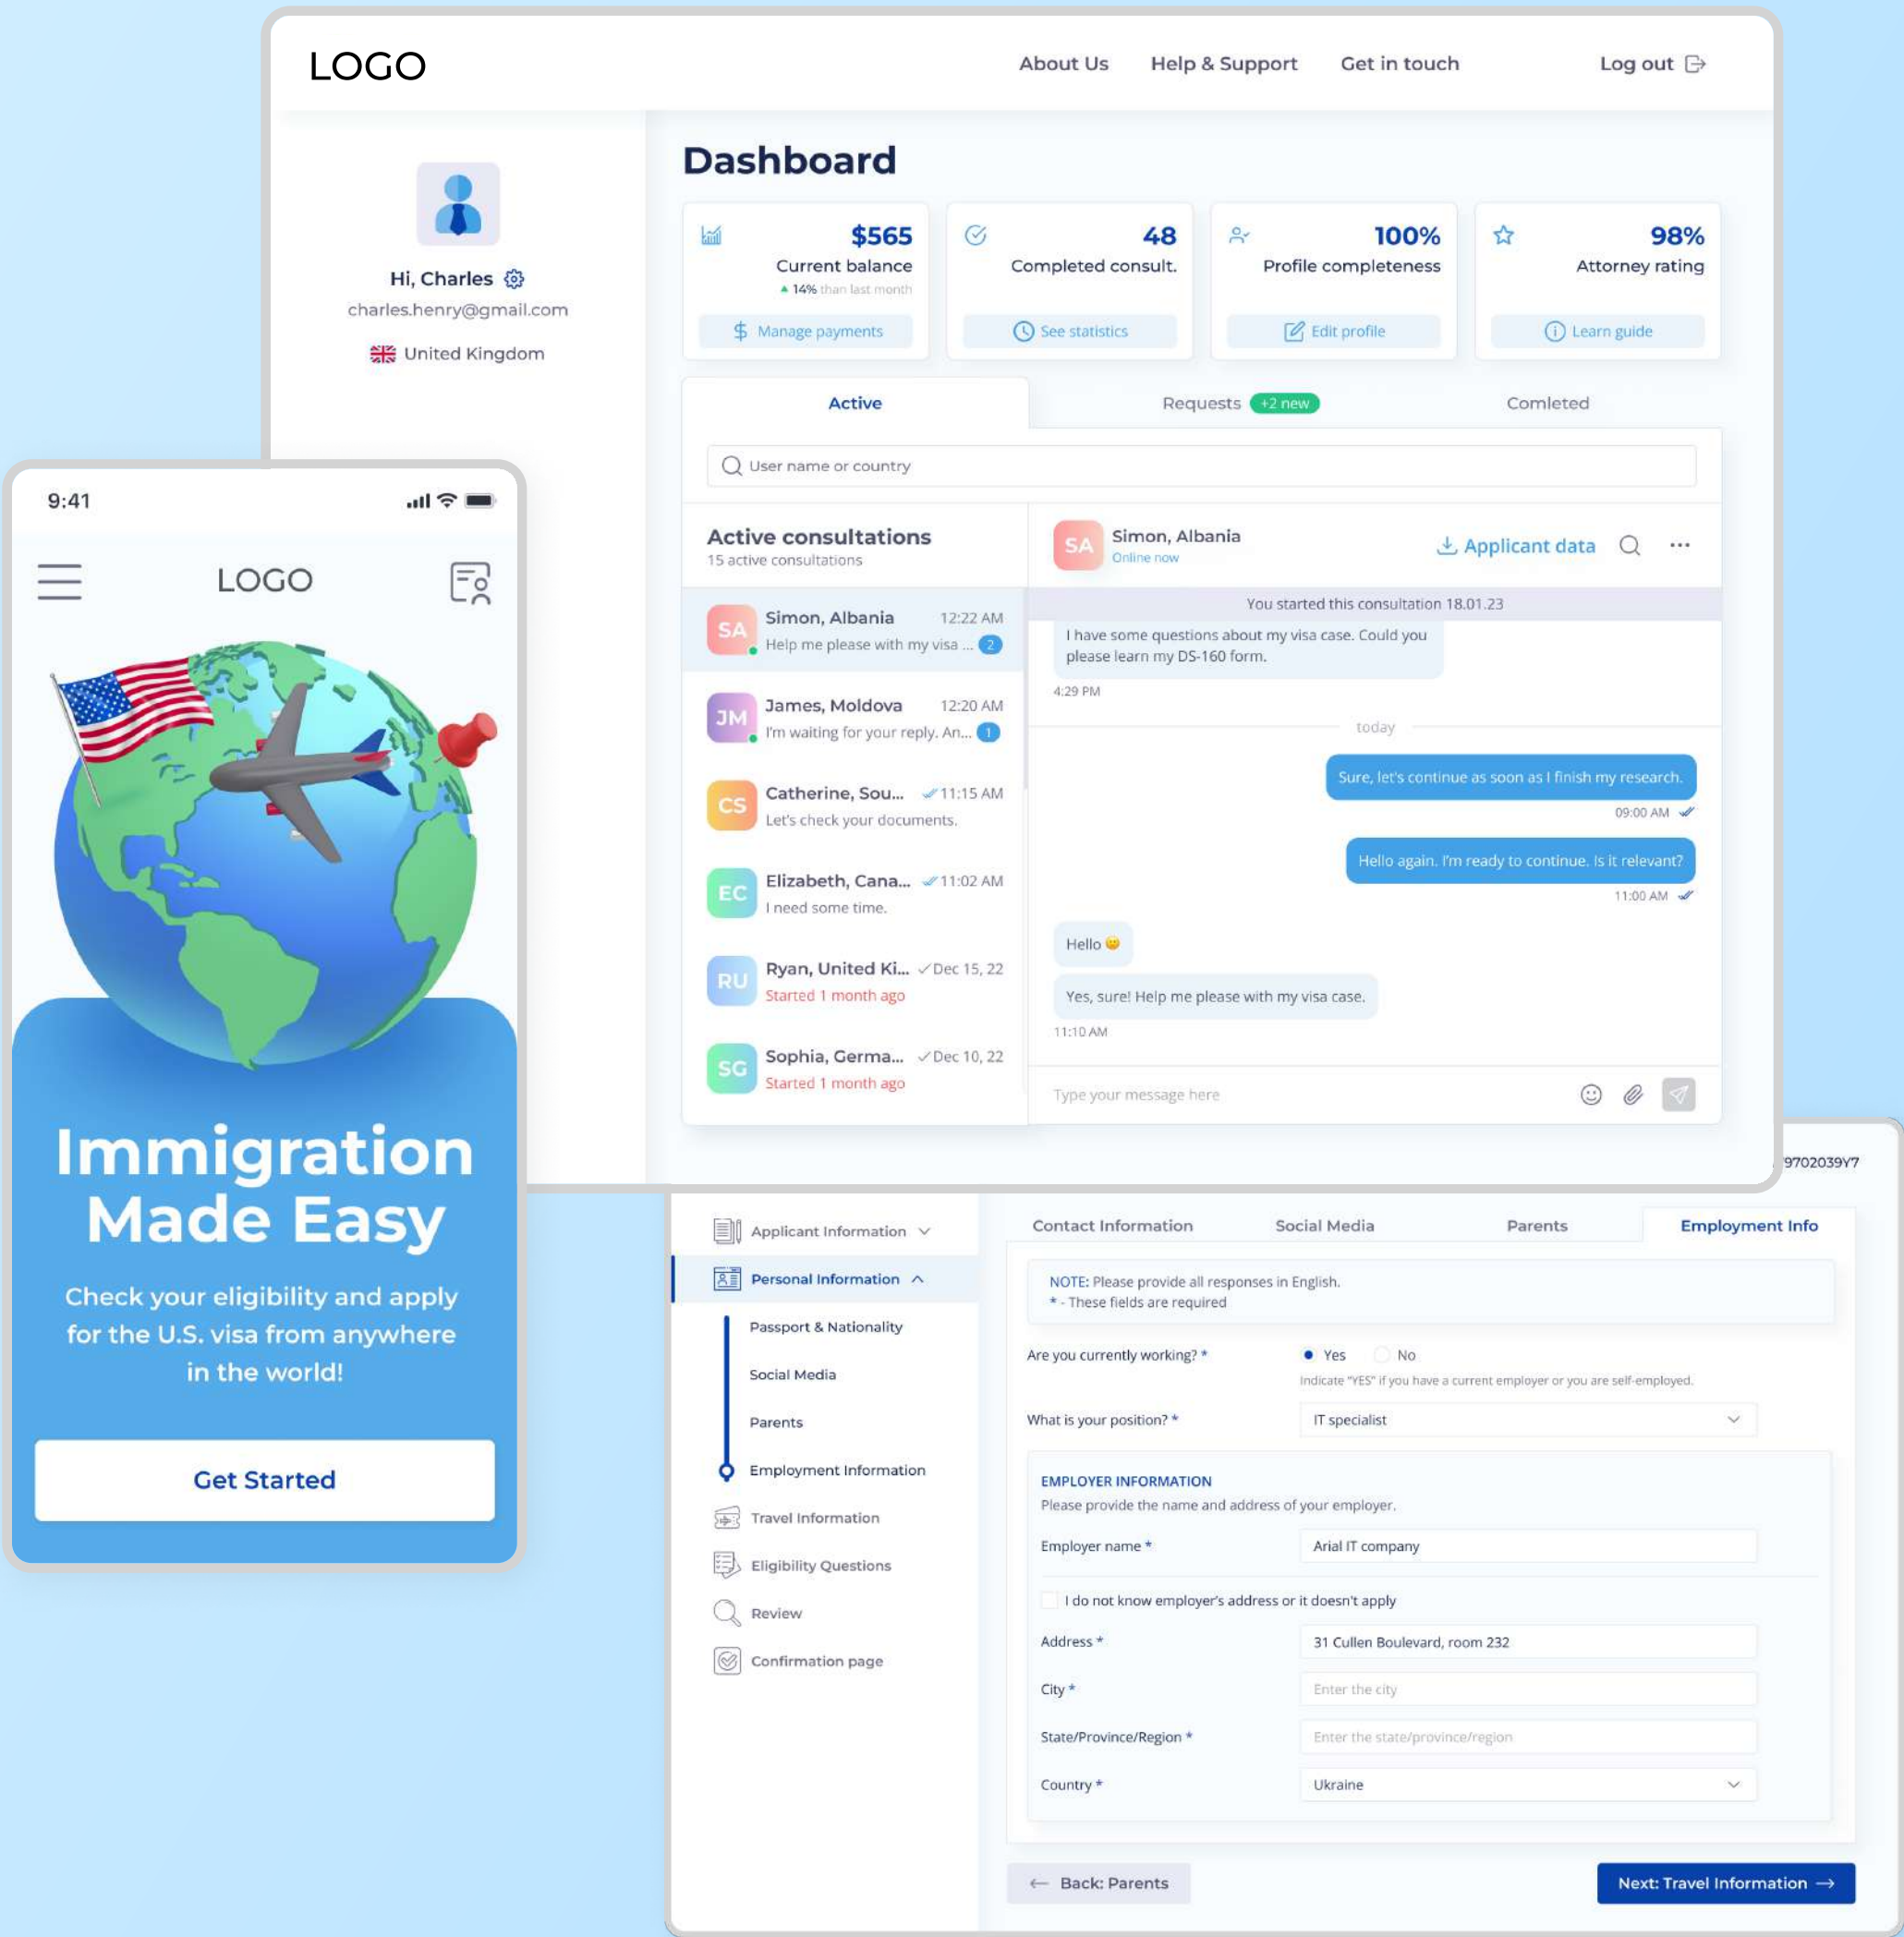 LOGO
About Us
Help & Support
Get in touch
Log out
Hi, Charles
charles.henry@gmail.com
United Kingdom
Dashboard
$565
Current balance
14% than last month
Manage payments
48
Completed consult.
See statistics
100%
Profile completeness
Edit profile
98%
Attorney rating
Learn guide
Active
Requests +2 new
Comleted
User name or country
Active consultations
15 active consultations
SA
Simon, Albania 12:22 AM
Help me please with my visa ... 2
JM
James, Moldova 12:20 AM
I'm waiting for your reply. An... 1
CS
Catherine, Sou... 11:15 AM
Let's check your documents.
EC
Elizabeth, Cana... 11:02 AM
I need some time.
RU
Ryan, United Ki... Dec 15, 22
Started 1 month ago
SG
Sophia, Germa... Dec 10, 22
Started 1 month ago
SA
Simon, Albania
Online now
Applicant data
...
You started this consultation 18.01.23
I have some questions about my visa case. Could you
please learn my DS-160 form.
4:29 PM
today
Sure, let's continue as soon as I finish my research.
09:00 AM
Hello again. I'm ready to continue. Is it relevant?
11:00 AM
Hello
Yes, sure! Help me please with my visa case.
11:10 AM
Type your message here
9:41
LOGO
Immigration
Made Easy
Check your eligibility and apply
for the U.S. visa from anywhere
in the world!
Get Started
9702039Y7
Applicant Information
Personal Information
Passport & Nationality
Social Media
Parents
Employment Information
Travel Information
Eligibility Questions
Review
Confirmation page
Contact Information
Social Media
Parents
Employment Info
NOTE: Please provide all responses in English.
* - These fields are required
Are you currently working? * Yes No
Indicate "YES" if you have a current employer or you are self-employed.
What is your position? * IT specialist
EMPLOYER INFORMATION
Please provide the name and address of your employer.
Employer name * Arial IT company
I do not know employer's address or it doesn't apply
Address * 31 Cullen Boulevard, room 232
City * Enter the city
State/Province/Region * Enter the state/province/region
Country * Ukraine
← Back: Parents
Next: Travel Information →